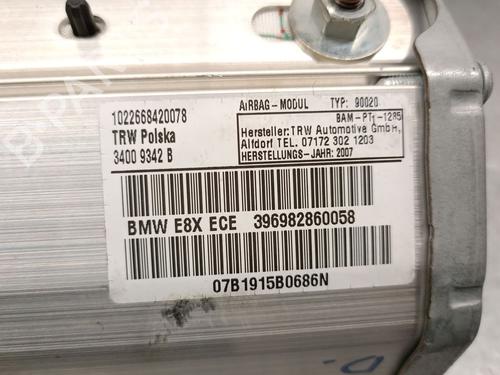 1022668420078
TRW Polska
3400 9342 B
AIRBAG-MODUL TYP: 90020
BAM-PT1-1285
Hersteller:TRW Automotive GmbH,
Alfdorf TEL. 07172 302 1203
HERSTELLUNGS-JAHR: 2007
BMW E8X ECE 396982860058
07B1915B0686N
D-